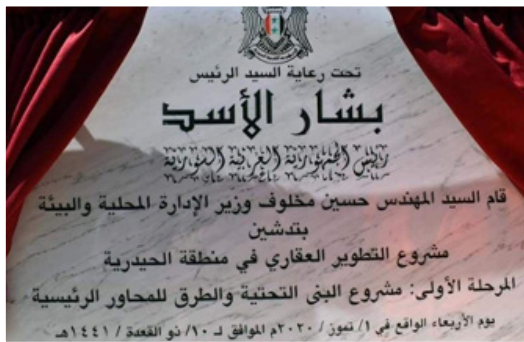 تحت رعاية السيد الرئيس
بشار الأسد
رئيس الجمهورية العربية السورية
قام السيد المهندس حسين مخلوف وزير الإدارة المحلية والبيئة
بتدشين
مشروع التطوير العقاري في منطقة الحيدرية
المرحلة الأولى: مشروع البنى التحتية والطرق للمحاور الرئيسية
يوم الأربعاء الواقع في ١/ تموز / ٢٠٢٠م الموافق لـ ١٠/ ذو القعدة / ١٤٤١هـ